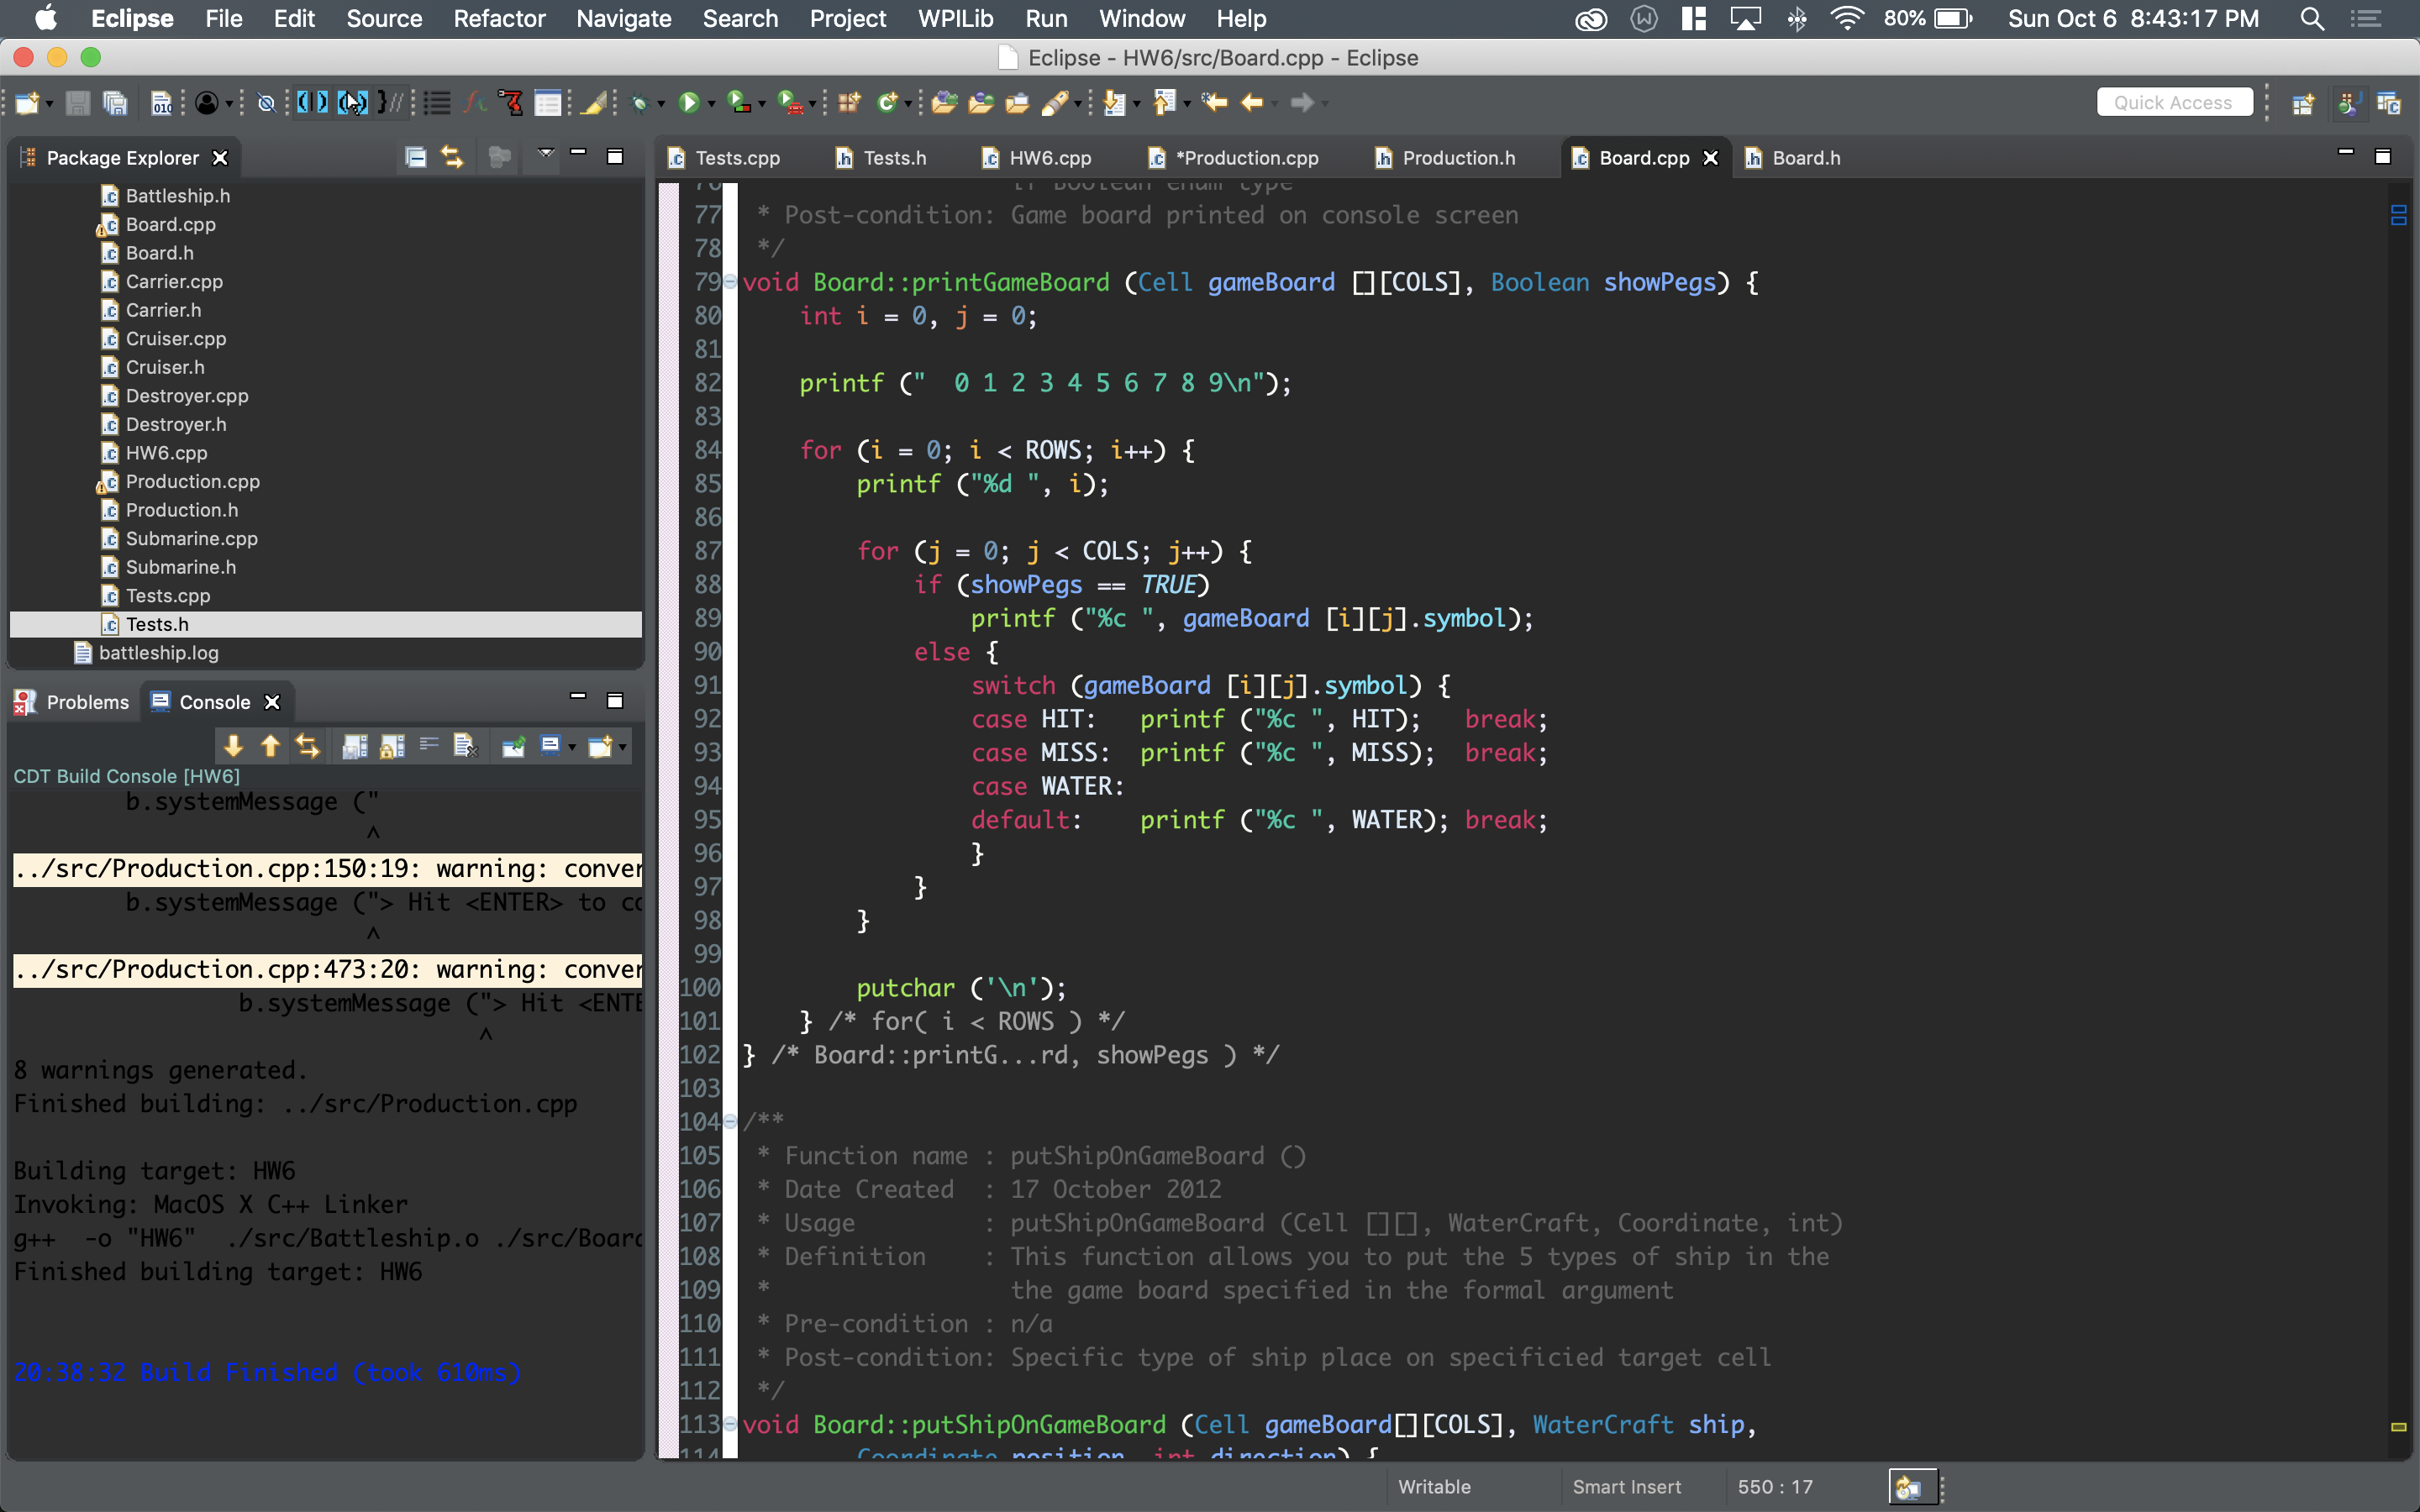 Eclipse File Edit Source Refactor Navigate Search Project WPILib Run Window Help 80% Sun Oct 6 8:43:17 PM
Eclipse - HW6/src/Board.cpp - Eclipse
Quick Access
Package Explorer
Battleship.h
Board.cpp
Board.h
Carrier.cpp
Carrier.h
Cruiser.cpp
Cruiser.h
Destroyer.cpp
Destroyer.h
HW6.cpp
Production.cpp
Production.h
Submarine.cpp
Submarine.h
Tests.cpp
Tests.h
battleship.log
Problems Console
CDT Build Console [HW6]
b.systemMessage ("
^
../src/Production.cpp:150:19: warning: conver
b.systemMessage ("> Hit <ENTER> to co
^
../src/Production.cpp:473:20: warning: conver
b.systemMessage ("> Hit <ENTE
^
8 warnings generated.
Finished building: ../src/Production.cpp
Building target: HW6
Invoking: MacOS X C++ Linker
g++  -o "HW6"  ./src/Battleship.o ./src/Boar
Finished building target: HW6
20:38:32 Build Finished (took 610ms)
Tests.cpp Tests.h HW6.cpp *Production.cpp Production.h Board.cpp Board.h
76 if Boolean enum type
77 * Post-condition: Game board printed on console screen
78 */
79 void Board::printGameBoard (Cell gameBoard [][COLS], Boolean showPegs) {
80 int i = 0, j = 0;
81
82 printf ("  0 1 2 3 4 5 6 7 8 9\n");
83
84 for (i = 0; i < ROWS; i++) {
85 printf ("%d ", i);
86
87 for (j = 0; j < COLS; j++) {
88 if (showPegs == TRUE)
89 printf ("%c ", gameBoard [i][j].symbol);
90 else {
91 switch (gameBoard [i][j].symbol) {
92 case HIT:   printf ("%c ", HIT);   break;
93 case MISS:  printf ("%c ", MISS);  break;
94 case WATER:
95 default:    printf ("%c ", WATER); break;
96 }
97 }
98 }
99
100 putchar ('\n');
101 } /* for( i < ROWS ) */
102 } /* Board::printG...rd, showPegs ) */
103
104 /**
105 * Function name : putShipOnGameBoard ()
106 * Date Created  : 17 October 2012
107 * Usage         : putShipOnGameBoard (Cell [][], WaterCraft, Coordinate, int)
108 * Definition    : This function allows you to put the 5 types of ship in the
109 *                 the game board specified in the formal argument
110 * Pre-condition : n/a
111 * Post-condition: Specific type of ship place on specificied target cell
112 */
113 void Board::putShipOnGameBoard (Cell gameBoard[][COLS], WaterCraft ship,
114 Coordinate position, int direction) {
Writable Smart Insert 550 : 17